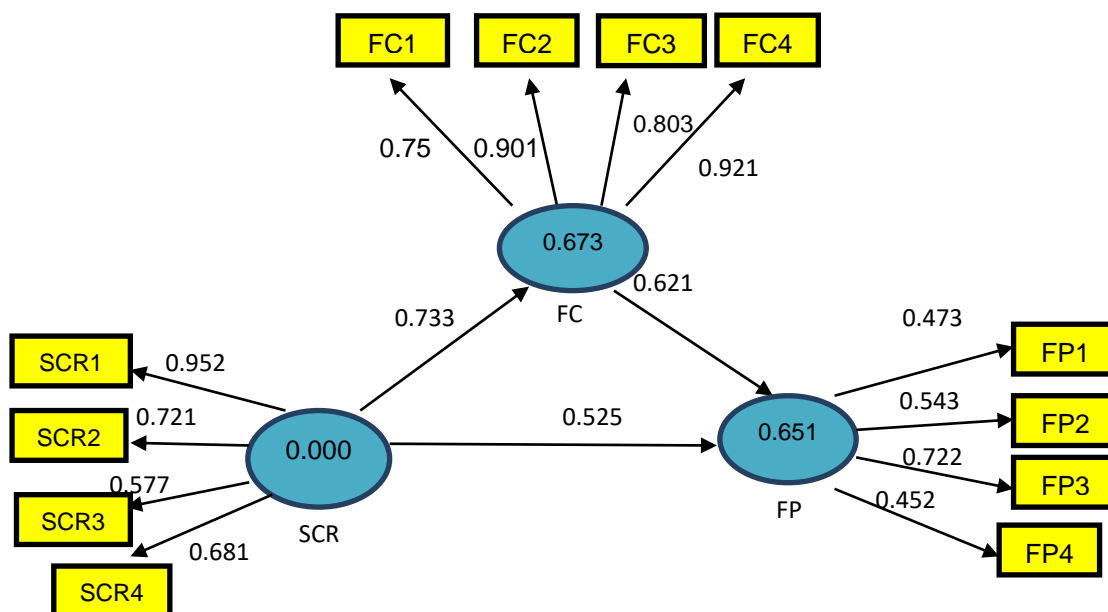 FC1 FC2 FC3 FC4
0.75 0.901 0.803 0.921
0.673
FC
0.733 0.621
SCR1 0.952
SCR2 0.721
SCR3 0.577
SCR4 0.681
0.000
SCR
0.525
0.651
FP
0.473 FP1
0.543 FP2
0.722 FP3
0.452 FP4